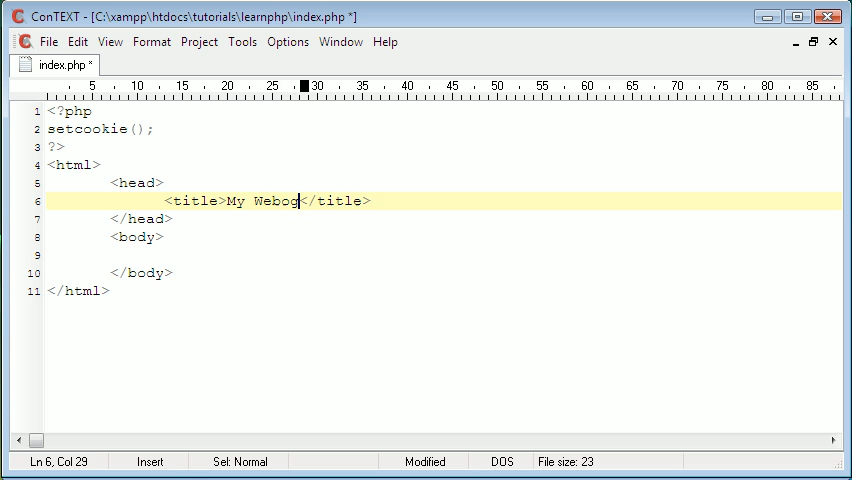 ConTEXT - [C:\xampp\htdocs\tutorials\learnphp\index.php *]
File Edit View Format Project Tools Options Window Help
index.php *
5 10 15 20 25 30 35 40 45 50 55 60 65 70 75 80 85
1 <?php
2 setcookie();
3 ?>
4 <html>
5 <head>
6 <title>My Webog</title>
7 </head>
8 <body>
9
10 </body>
11 </html>
Ln 6, Col 29 Insert Sel: Normal Modified DOS File size: 23